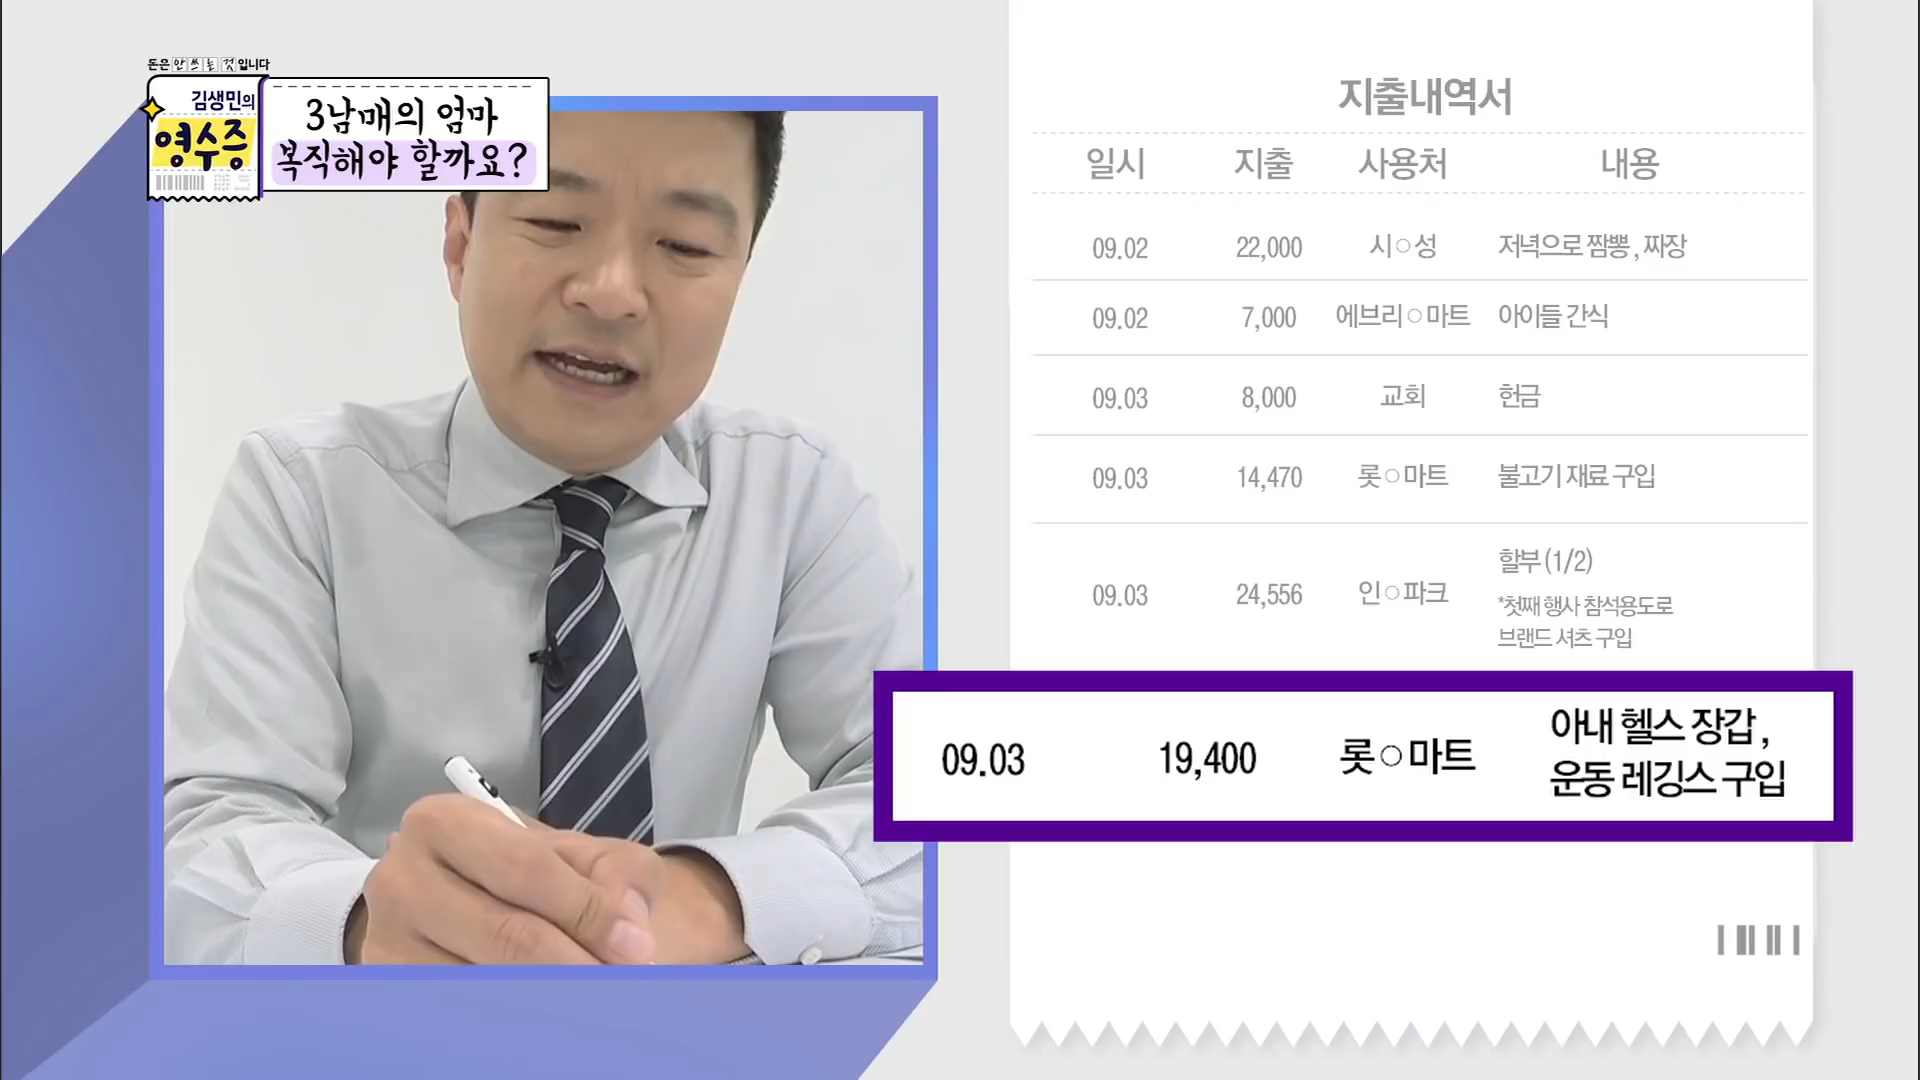 돈은 안 쓰는 것입니다
김생민의
영수증
3남매의 엄마
복직해야 할까요?
지출내역서
일시 지출 사용처 내용
09.02 22,000 시○성 저녁으로 짬뽕, 짜장
09.02 7,000 에브리○마트 아이들 간식
09.03 8,000 교회 헌금
09.03 14,470 롯○마트 불고기 재료 구입
09.03 24,556 인○파크 할부 (1/2)
*첫째 행사 참석용도로
브랜드 셔츠 구입
09.03 19,400 롯○마트 아내 헬스 장갑,
운동 레깅스 구입